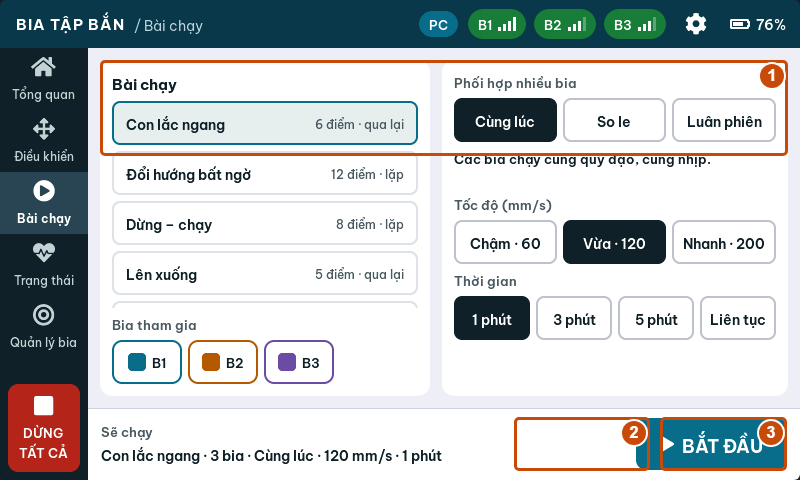 BIA TẬP BẮN / Bài chạy
PC
B1
B2
B3
76%
Tổng quan
Điều khiển
Bài chạy
Trạng thái
Quản lý bia
DỪNG
TẤT CẢ
Bài chạy
Con lắc ngang
6 điểm · qua lại
Đổi hướng bất ngờ
12 điểm · lặp
Dừng – chạy
8 điểm · lặp
Lên xuống
5 điểm · qua lại
Bia tham gia
B1
B2
B3
Phối hợp nhiều bia
1
Cùng lúc
So le
Luân phiên
Các bia chạy cùng quỹ đạo, cùng nhịp.
Tốc độ (mm/s)
Chậm · 60
Vừa · 120
Nhanh · 200
Thời gian
1 phút
3 phút
5 phút
Liên tục
Sẽ chạy
Con lắc ngang · 3 bia · Cùng lúc · 120 mm/s · 1 phút
2
BẮT ĐẦU
3